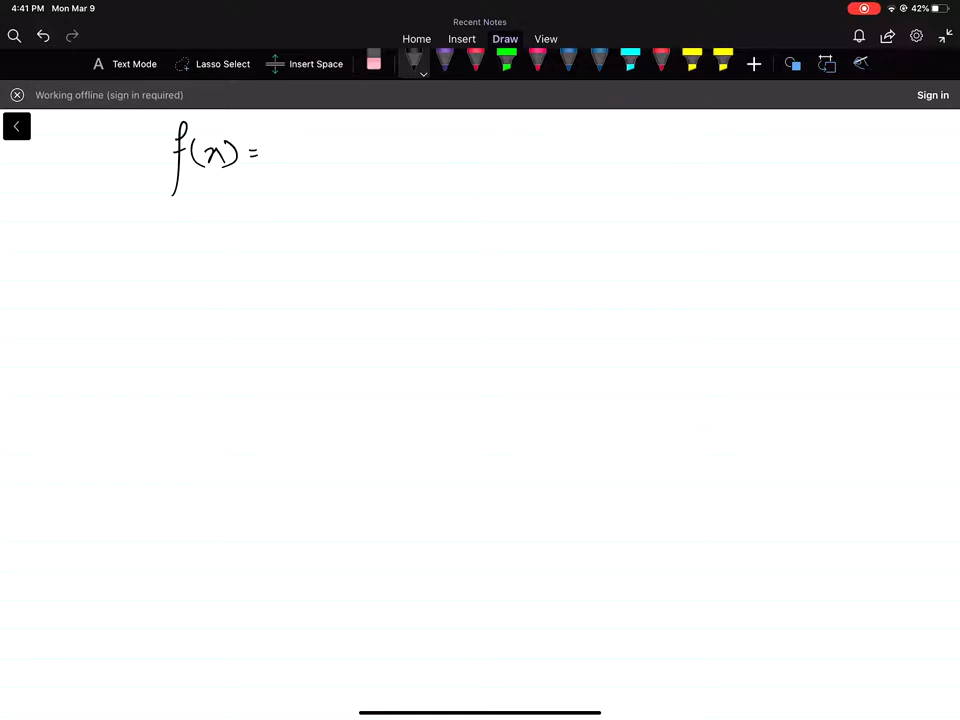 4:41 PM Mon Mar 9 42%
Recent Notes
Home Insert Draw View
Text Mode Lasso Select Insert Space
Working offline (sign in required) Sign in
f(x) =